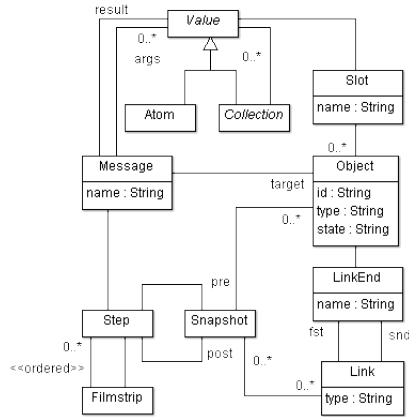 result
Value
0..*
args
0..*
Atom
Collection
Slot
name : String
0..*
Message
name : String
target
Object
id : String
type : String
state : String
0..*
pre
LinkEnd
name : String
Step
Snapshot
post
fst
snd
0..*
<<ordered>>
0..*
0..*
Filmstrip
Link
type : String